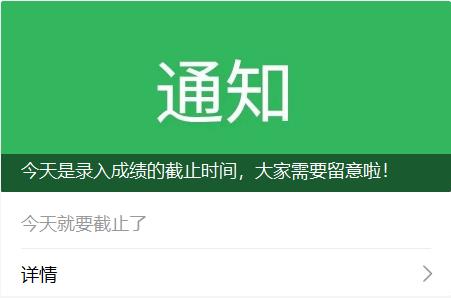 通知
今天是录入成绩的截止时间，大家需要留意啦！
今天就要截止了
详情